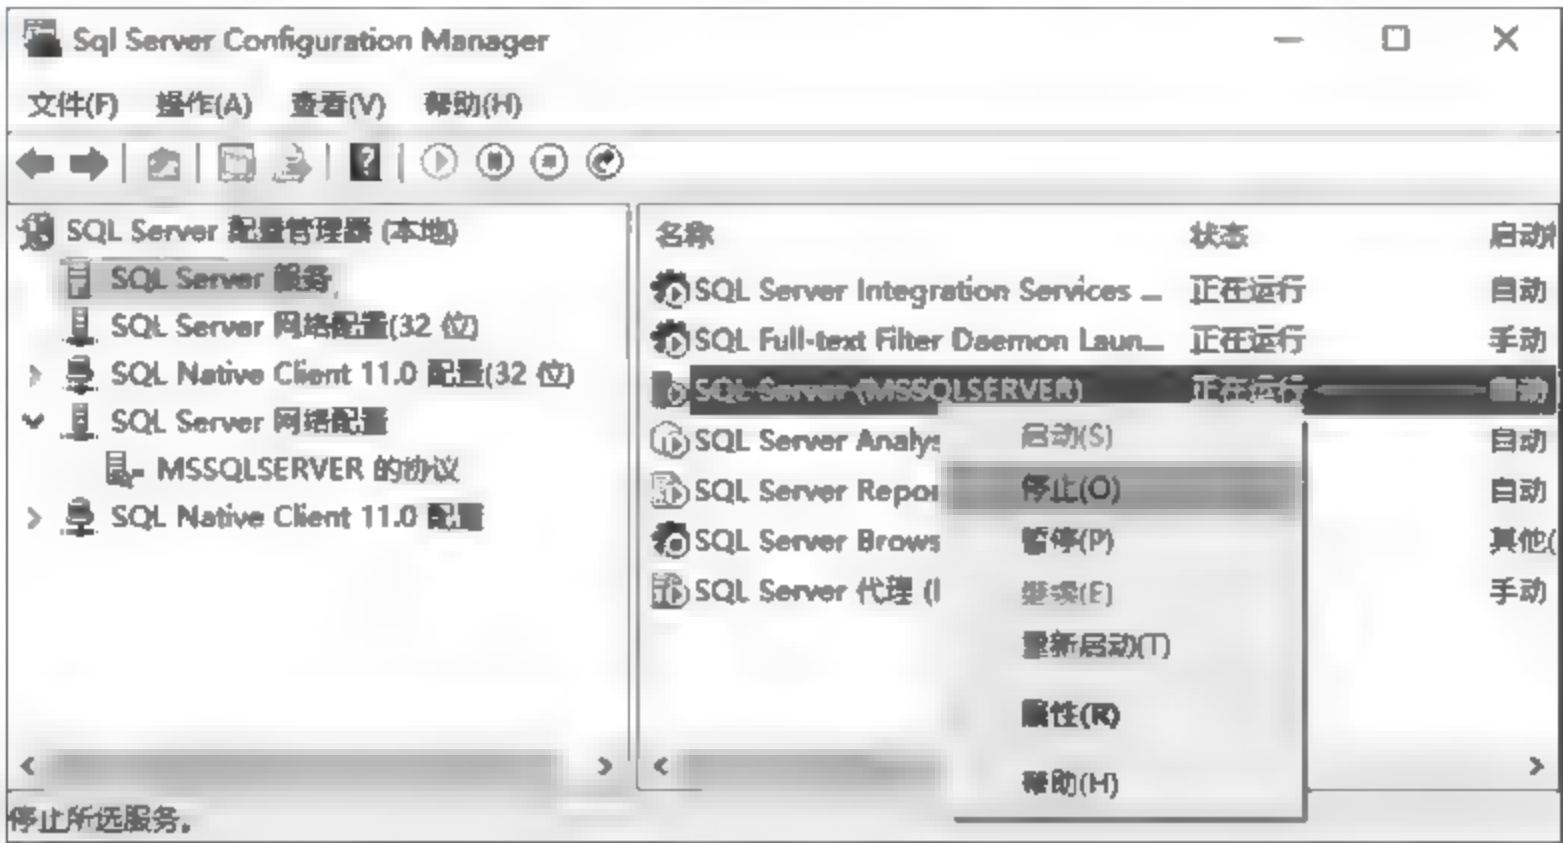 Sql Server Configuration Manager
文件(F) 操作(A) 查看(V) 帮助(H)
SQL Server 配置管理器 (本地)
SQL Server 服务
SQL Server 网络配置(32 位)
SQL Native Client 11.0 配置(32 位)
SQL Server 网络配置
MSSQLSERVER 的协议
SQL Native Client 11.0 配置
名称 状态 启动
SQL Server Integration Services ... 正在运行 自动
SQL Full-text Filter Daemon Laun... 正在运行 手动
SQL Server (MSSQLSERVER) 正在运行 自动
SQL Server Analys 自动
SQL Server Repor 自动
SQL Server Brows 其他(
SQL Server 代理 ( 手动
启动(S)
停止(O)
暂停(P)
继续(E)
重新启动(T)
属性(R)
帮助(H)
停止所选服务。